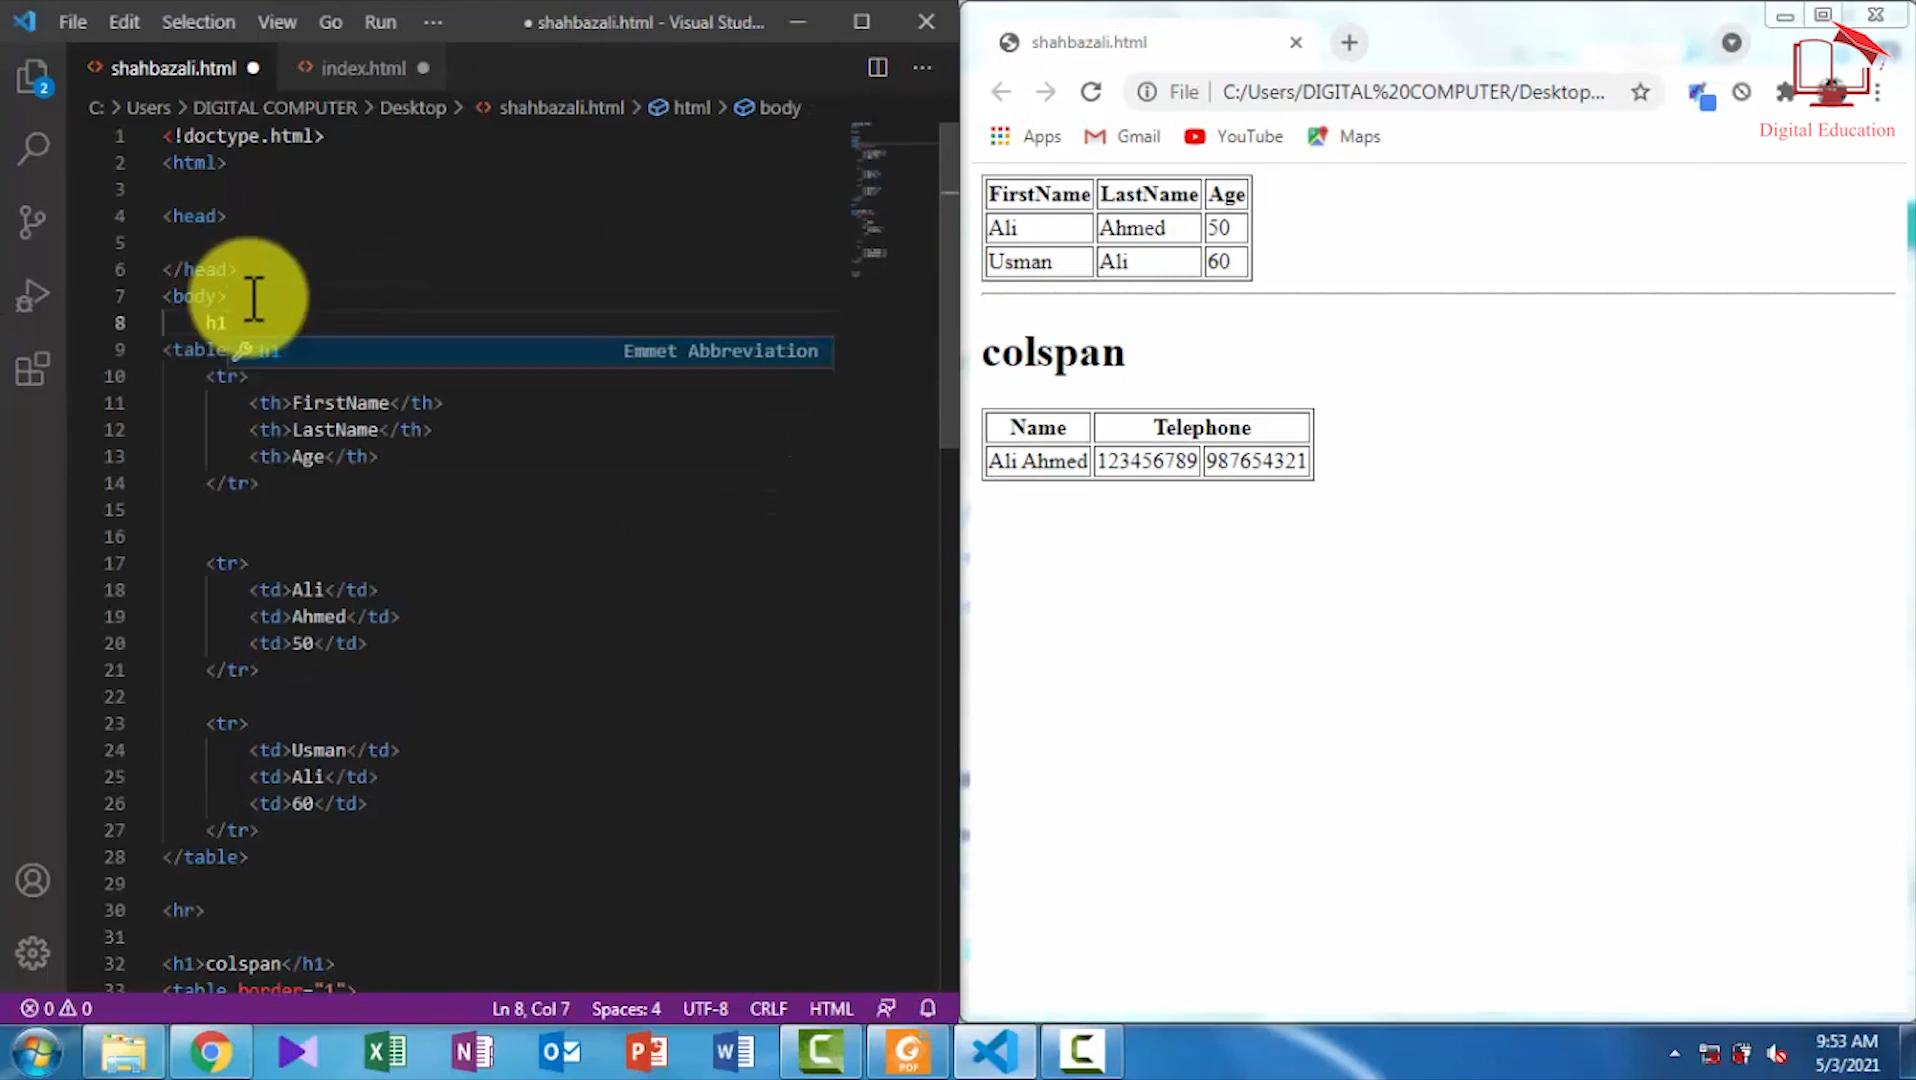 File Edit Selection View Go Run ··· ● shahbazali.html - Visual Stud...
shahbazali.html ● index.html ●
C: > Users > DIGITAL COMPUTER > Desktop > shahbazali.html > html > body
1 <!doctype.html>
2 <html>
3
4 <head>
5
6 </head>
7 <body>
8 h1
h1 Emmet Abbreviation
9 <table
10 <tr>
11 <th>FirstName</th>
12 <th>LastName</th>
13 <th>Age</th>
14 </tr>
15
16
17 <tr>
18 <td>Ali</td>
19 <td>Ahmed</td>
20 <td>50</td>
21 </tr>
22
23 <tr>
24 <td>Usman</td>
25 <td>Ali</td>
26 <td>60</td>
27 </tr>
28 </table>
29
30 <hr>
31
32 <h1>colspan</h1>
33 <table border="1">
2
0 0 Ln 8, Col 7 Spaces: 4 UTF-8 CRLF HTML
shahbazali.html
File C:/Users/DIGITAL%20COMPUTER/Desktop...
Apps Gmail YouTube Maps
Digital Education
FirstName LastName Age
Ali Ahmed 50
Usman Ali 60
colspan
Name Telephone
Ali Ahmed 123456789 987654321
PDF
9:53 AM
5/3/2021